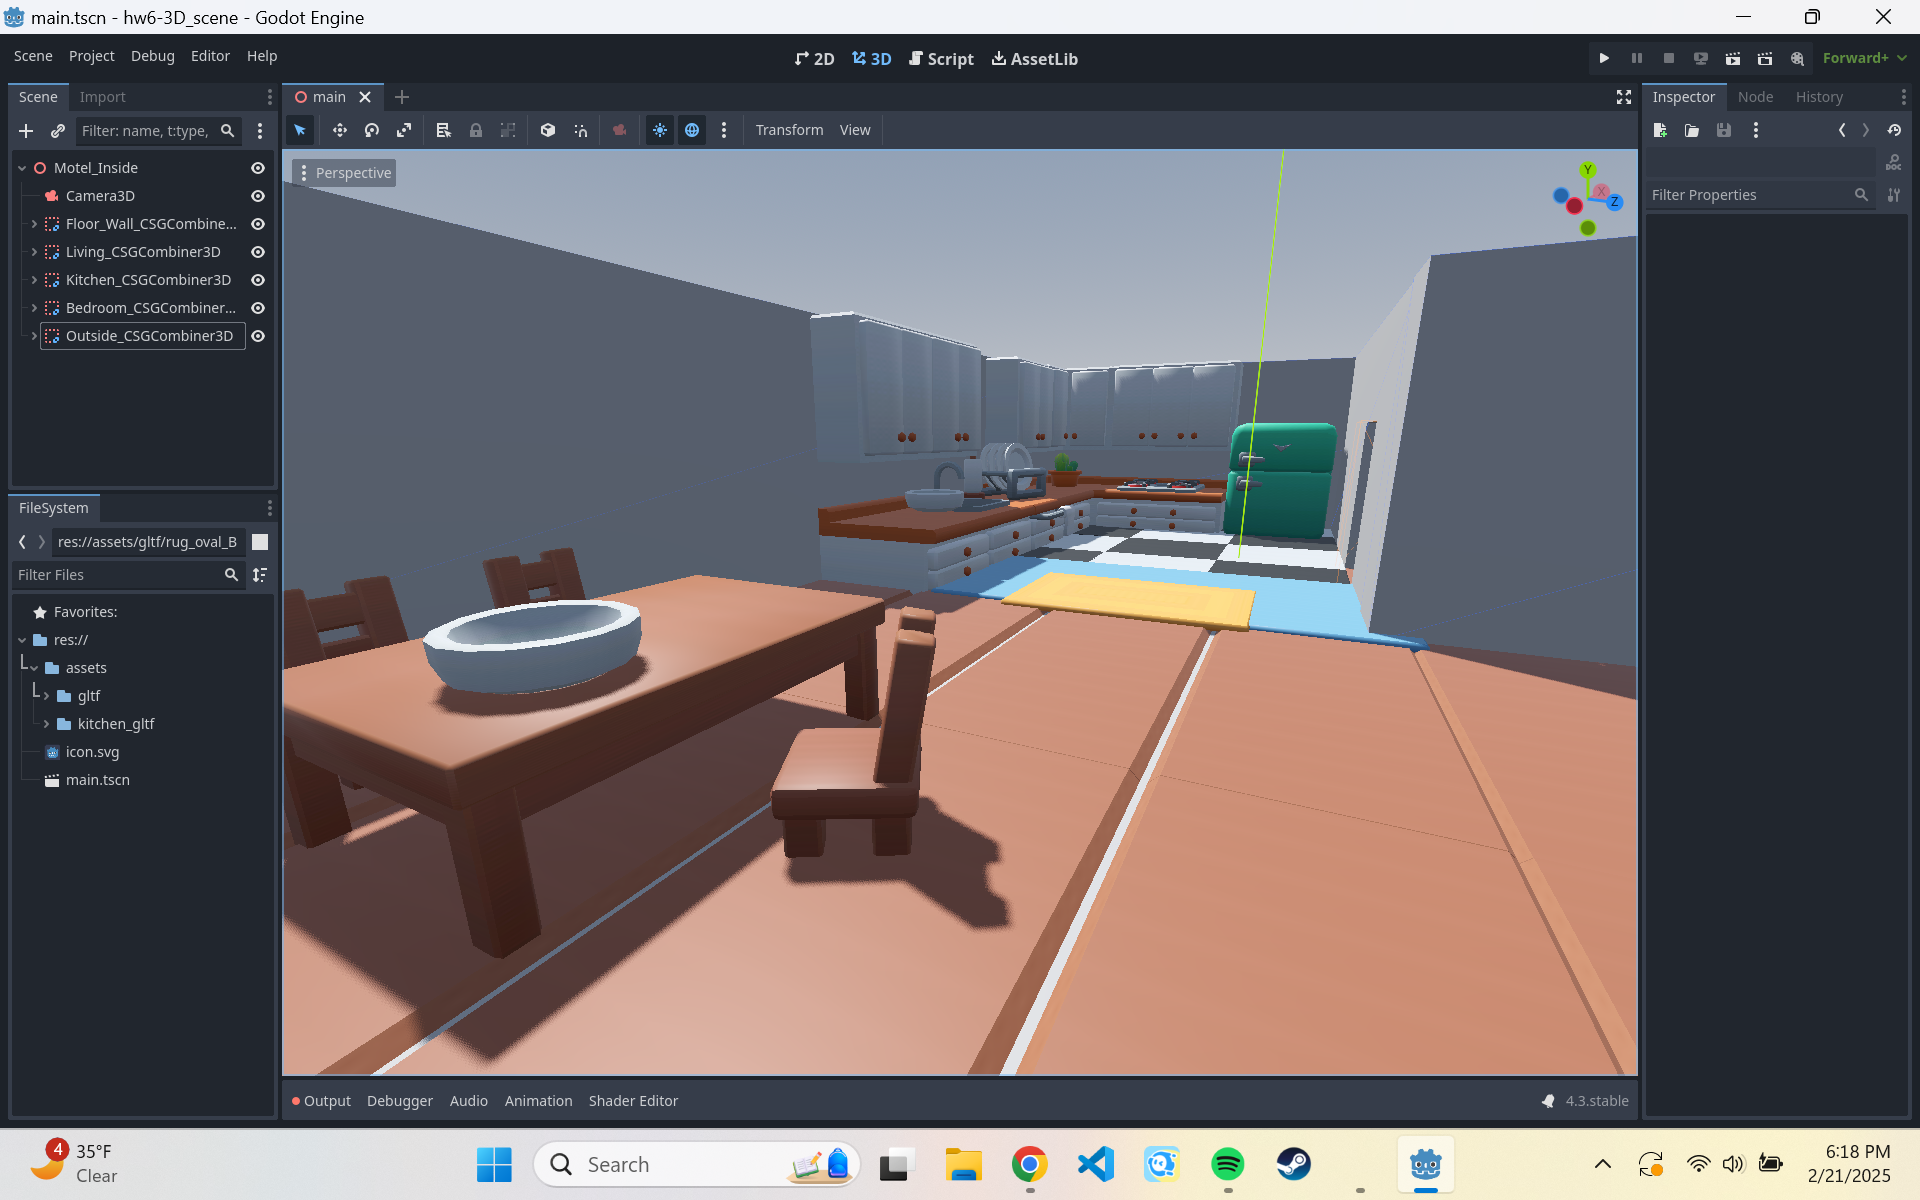 main.tscn - hw6-3D_scene - Godot Engine
Scene Project Debug Editor Help
2D 3D Script AssetLib
Forward+
Scene Import
main
Inspector Node History
Filter: name, t:type,
Transform View
Motel_Inside
Camera3D
Floor_Wall_CSGCombine...
Living_CSGCombiner3D
Kitchen_CSGCombiner3D
Bedroom_CSGCombiner...
Outside_CSGCombiner3D
Perspective
Y
X
Z
DOC
Filter Properties
FileSystem
res://assets/gltf/rug_oval_B
Filter Files
Favorites:
res://
assets
gltf
kitchen_gltf
icon.svg
main.tscn
Output Debugger Audio Animation Shader Editor
4.3.stable
4
35°F
Clear
Search
6:18 PM
2/21/2025